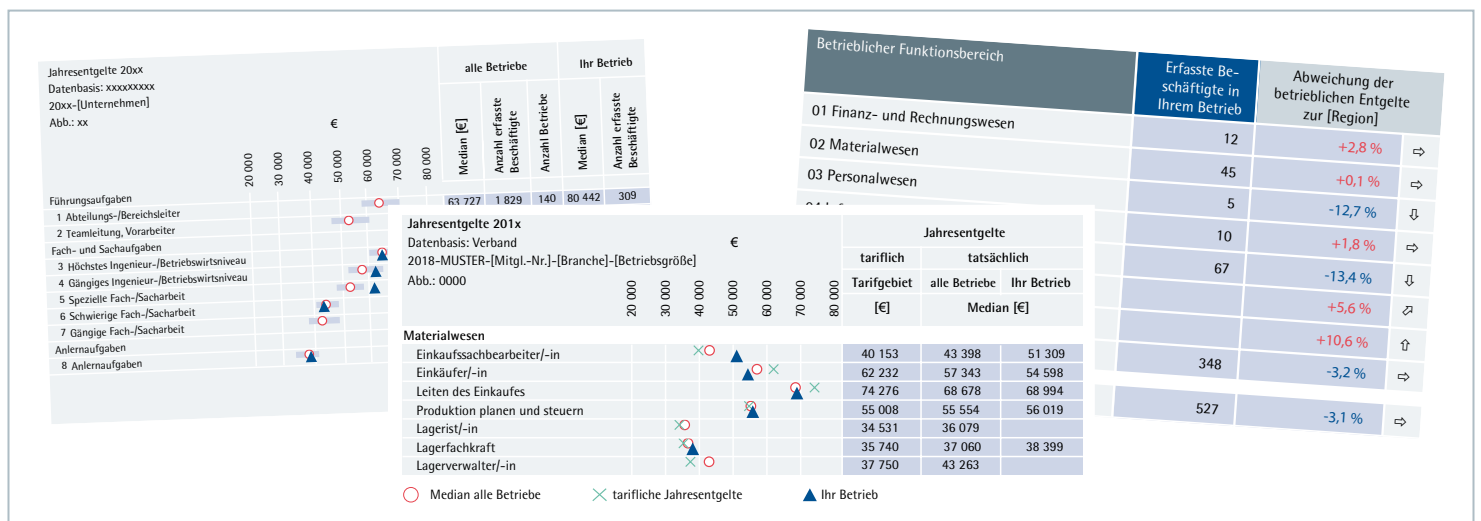 Jahresentgelte 20xx
Datenbasis: xxxxxxxxx
20xx-[Unternehmen]
Abb.: xx
€
alle Betriebe
Ihr Betrieb
Median [€]
Anzahl erfasste Beschäftigte
Anzahl Betriebe
Median [€]
Anzahl erfasste Beschäftigte
20 000 30 000 40 000 50 000 60 000 70 000 80 000
Führungsaufgaben 63 727 1 829 140 80 442 309
1 Abteilungs-/Bereichsleiter
2 Teamleitung, Vorarbeiter
Fach- und Sachaufgaben
3 Höchstes Ingenieur-/Betriebswirtsniveau
4 Gängiges Ingenieur-/Betriebswirtsniveau
5 Spezielle Fach-/Sacharbeit
6 Schwierige Fach-/Sacharbeit
7 Gängige Fach-/Sacharbeit
Anlernaufgaben
8 Anlernaufgaben
Jahresentgelte 201x
Datenbasis: Verband
2018-MUSTER-[Mitgl.-Nr.]-[Branche]-[Betriebsgröße]
Abb.: 0000
€
Jahresentgelte
tariflich tatsächlich
Tarifgebiet alle Betriebe Ihr Betrieb
[€] Median [€]
20 000 30 000 40 000 50 000 60 000 70 000 80 000
Materialwesen
Einkaufssachbearbeiter/-in 40 153 43 398 51 309
Einkäufer/-in 62 232 57 343 54 598
Leiten des Einkaufes 74 276 68 678 68 994
Produktion planen und steuern 55 008 55 554 56 019
Lagerist/-in 34 531 36 079
Lagerfachkraft 35 740 37 060 38 399
Lagerverwalter/-in 37 750 43 263
Median alle Betriebe tarifliche Jahresentgelte Ihr Betrieb
Betrieblicher Funktionsbereich
Erfasste Be-
schäftigte in
Ihrem Betrieb
Abweichung der
betrieblichen Entgelte
zur [Region]
01 Finanz- und Rechnungswesen 12 +2,8 % ⇨
02 Materialwesen 45 +0,1 % ⇨
03 Personalwesen 5 -12,7 % ⇩
10 +1,8 % ⇨
67 -13,4 % ⇩
+5,6 % ⬀
+10,6 % ⇧
348 -3,2 % ⇨
527 -3,1 % ⇨